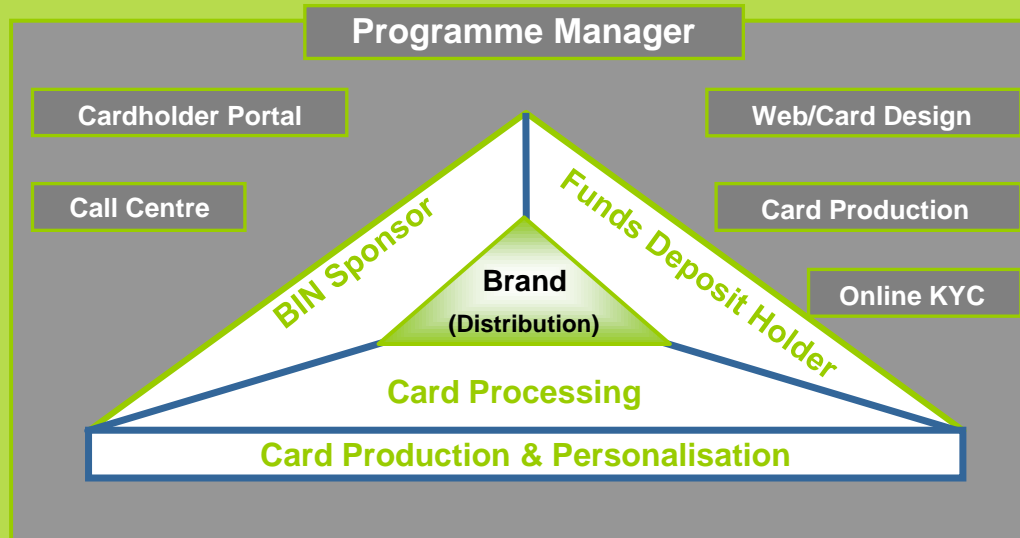 Programme Manager
Cardholder Portal
Web/Card Design
Call Centre
Card Production
Online KYC
BIN Sponsor
Funds Deposit Holder
Brand
(Distribution)
Card Processing
Card Production & Personalisation